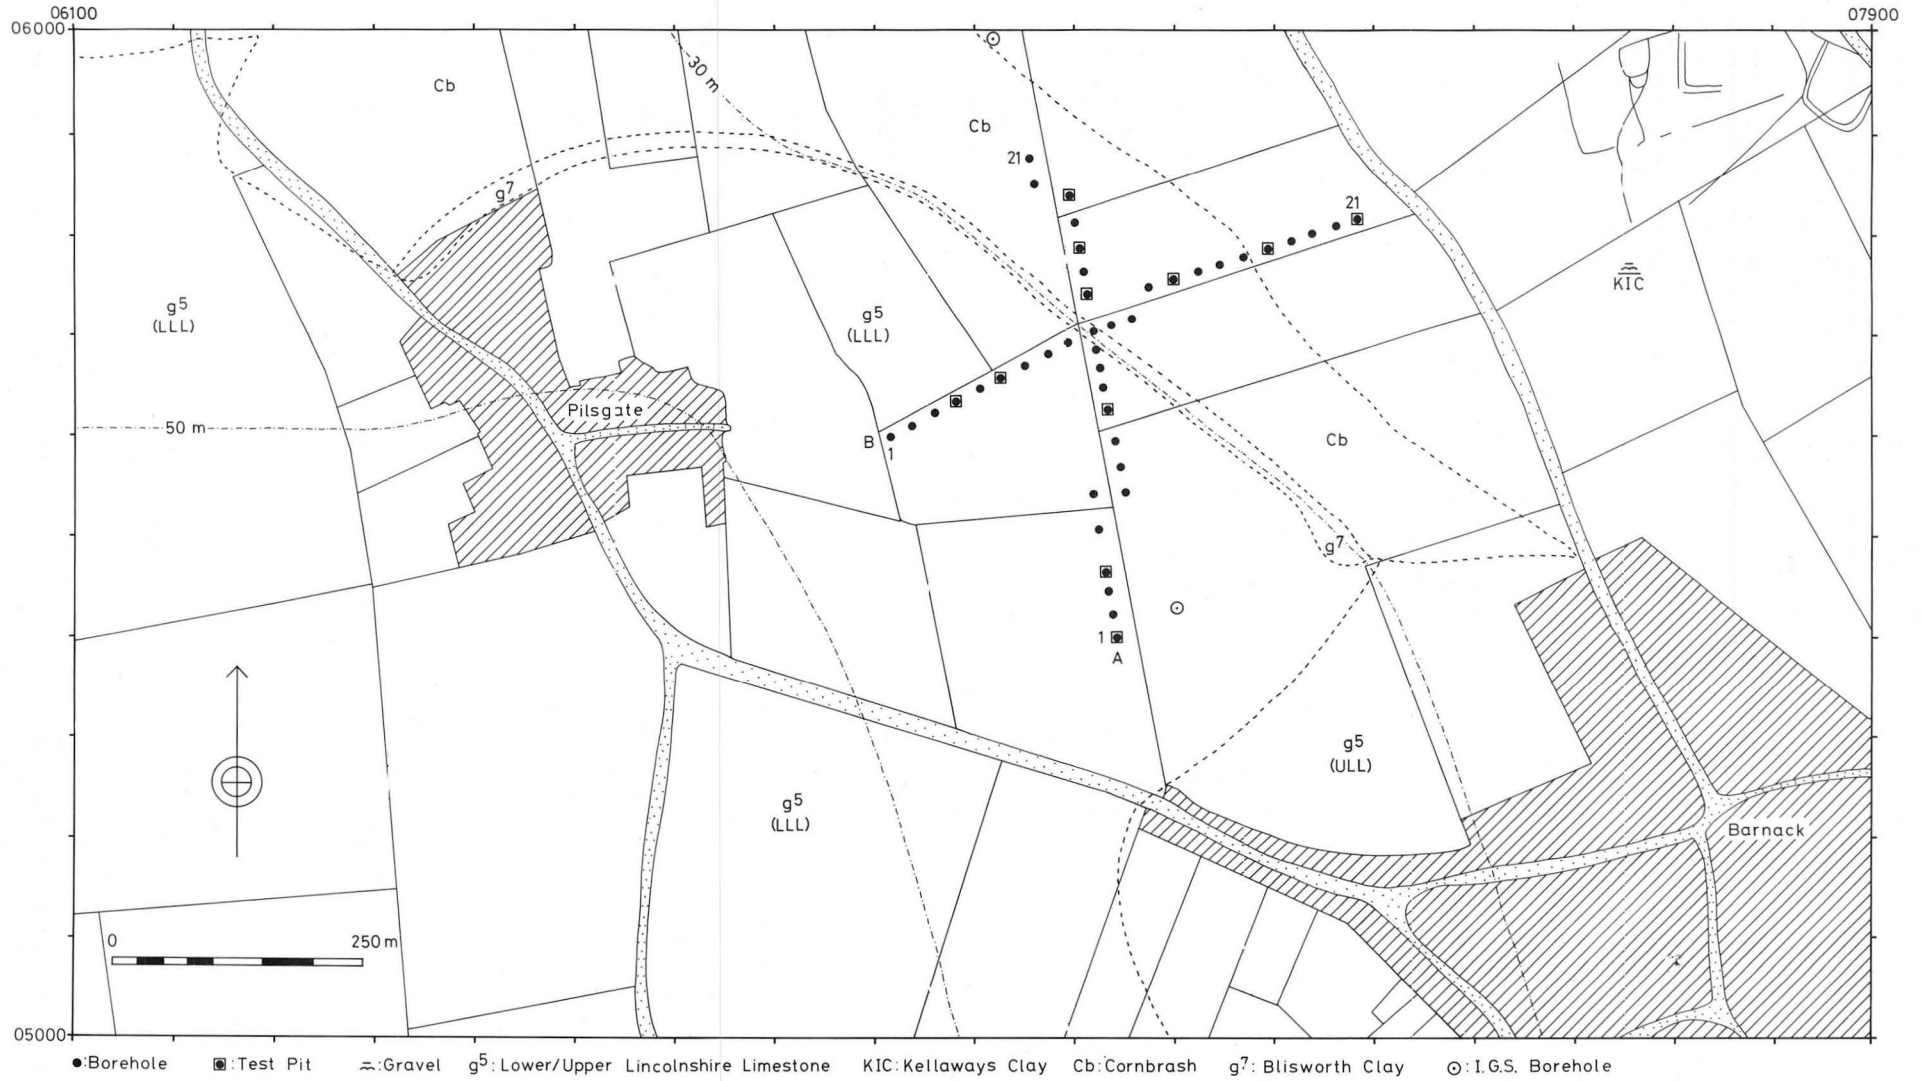 06100 07900
06000
30 m
Cb
Cb
21
g7
21
g5
(LLL)
g5
(LLL)
KIC
Pilsgate
50 m
B
1
Cb
g7
1
A
g5
(ULL)
g5
(LLL)
Barnack
0 250 m
05000
:Borehole :Test Pit :Gravel g5: Lower/Upper Lincolnshire Limestone KIC: Kellaways Clay Cb: Cornbrash g7: Blisworth Clay : I.G.S. Borehole